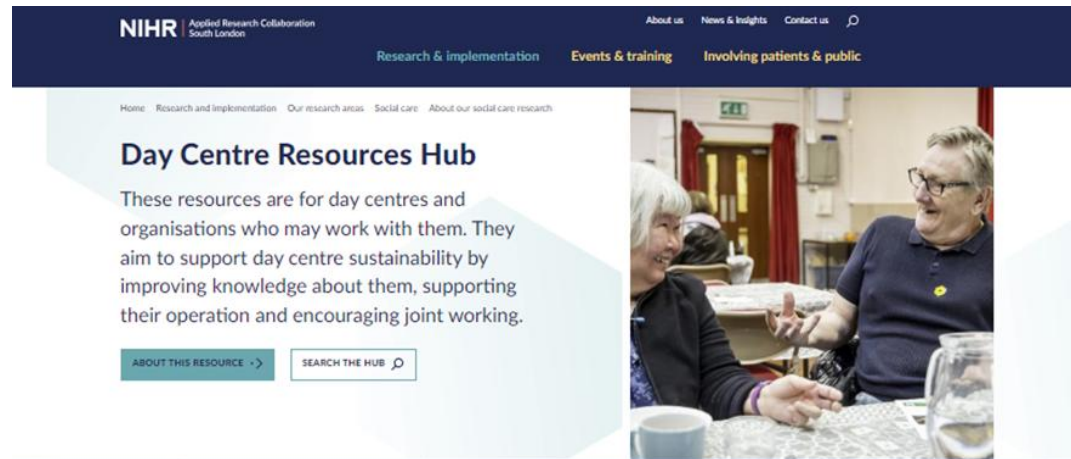 NIHR Applied Research Collaboration
South London
About us News & Insights Contact us
Research & implementation Events & training Involving patients & public
Home Research and implementation Our research areas Social care About our social care research
Day Centre Resources Hub
These resources are for day centres and
organisations who may work with them. They
aim to support day centre sustainability by
improving knowledge about them, supporting
their operation and encouraging joint working.
ABOUT THIS RESOURCE
SEARCH THE HUB